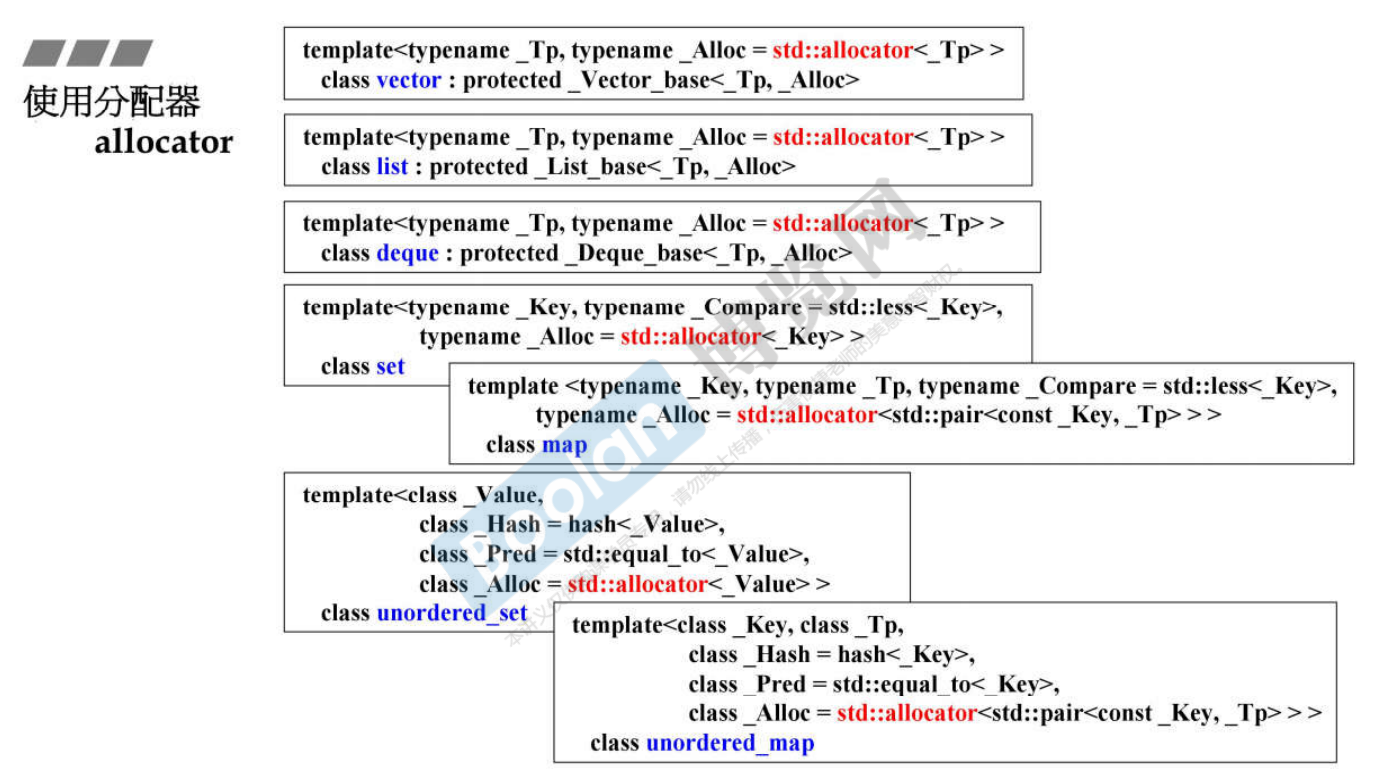 使用分配器
allocator
template<typename _Tp, typename _Alloc = std::allocator<_Tp> >
class vector : protected _Vector_base<_Tp, _Alloc>
template<typename _Tp, typename _Alloc = std::allocator<_Tp> >
class list : protected _List_base<_Tp, _Alloc>
template<typename _Tp, typename _Alloc = std::allocator<_Tp> >
class deque : protected _Deque_base<_Tp, _Alloc>
template<typename _Key, typename _Compare = std::less<_Key>,
typename _Alloc = std::allocator<_Key> >
class set
template <typename _Key, typename _Tp, typename _Compare = std::less<_Key>,
typename _Alloc = std::allocator<std::pair<const _Key, _Tp> > >
class map
template<class _Value,
class _Hash = hash<_Value>,
class _Pred = std::equal_to<_Value>,
class _Alloc = std::allocator<_Value> >
class unordered_set
template<class _Key, class _Tp,
class _Hash = hash<_Key>,
class _Pred = std::equal_to<_Key>,
class _Alloc = std::allocator<std::pair<const _Key, _Tp> > >
class unordered_map
Boolan 博览网